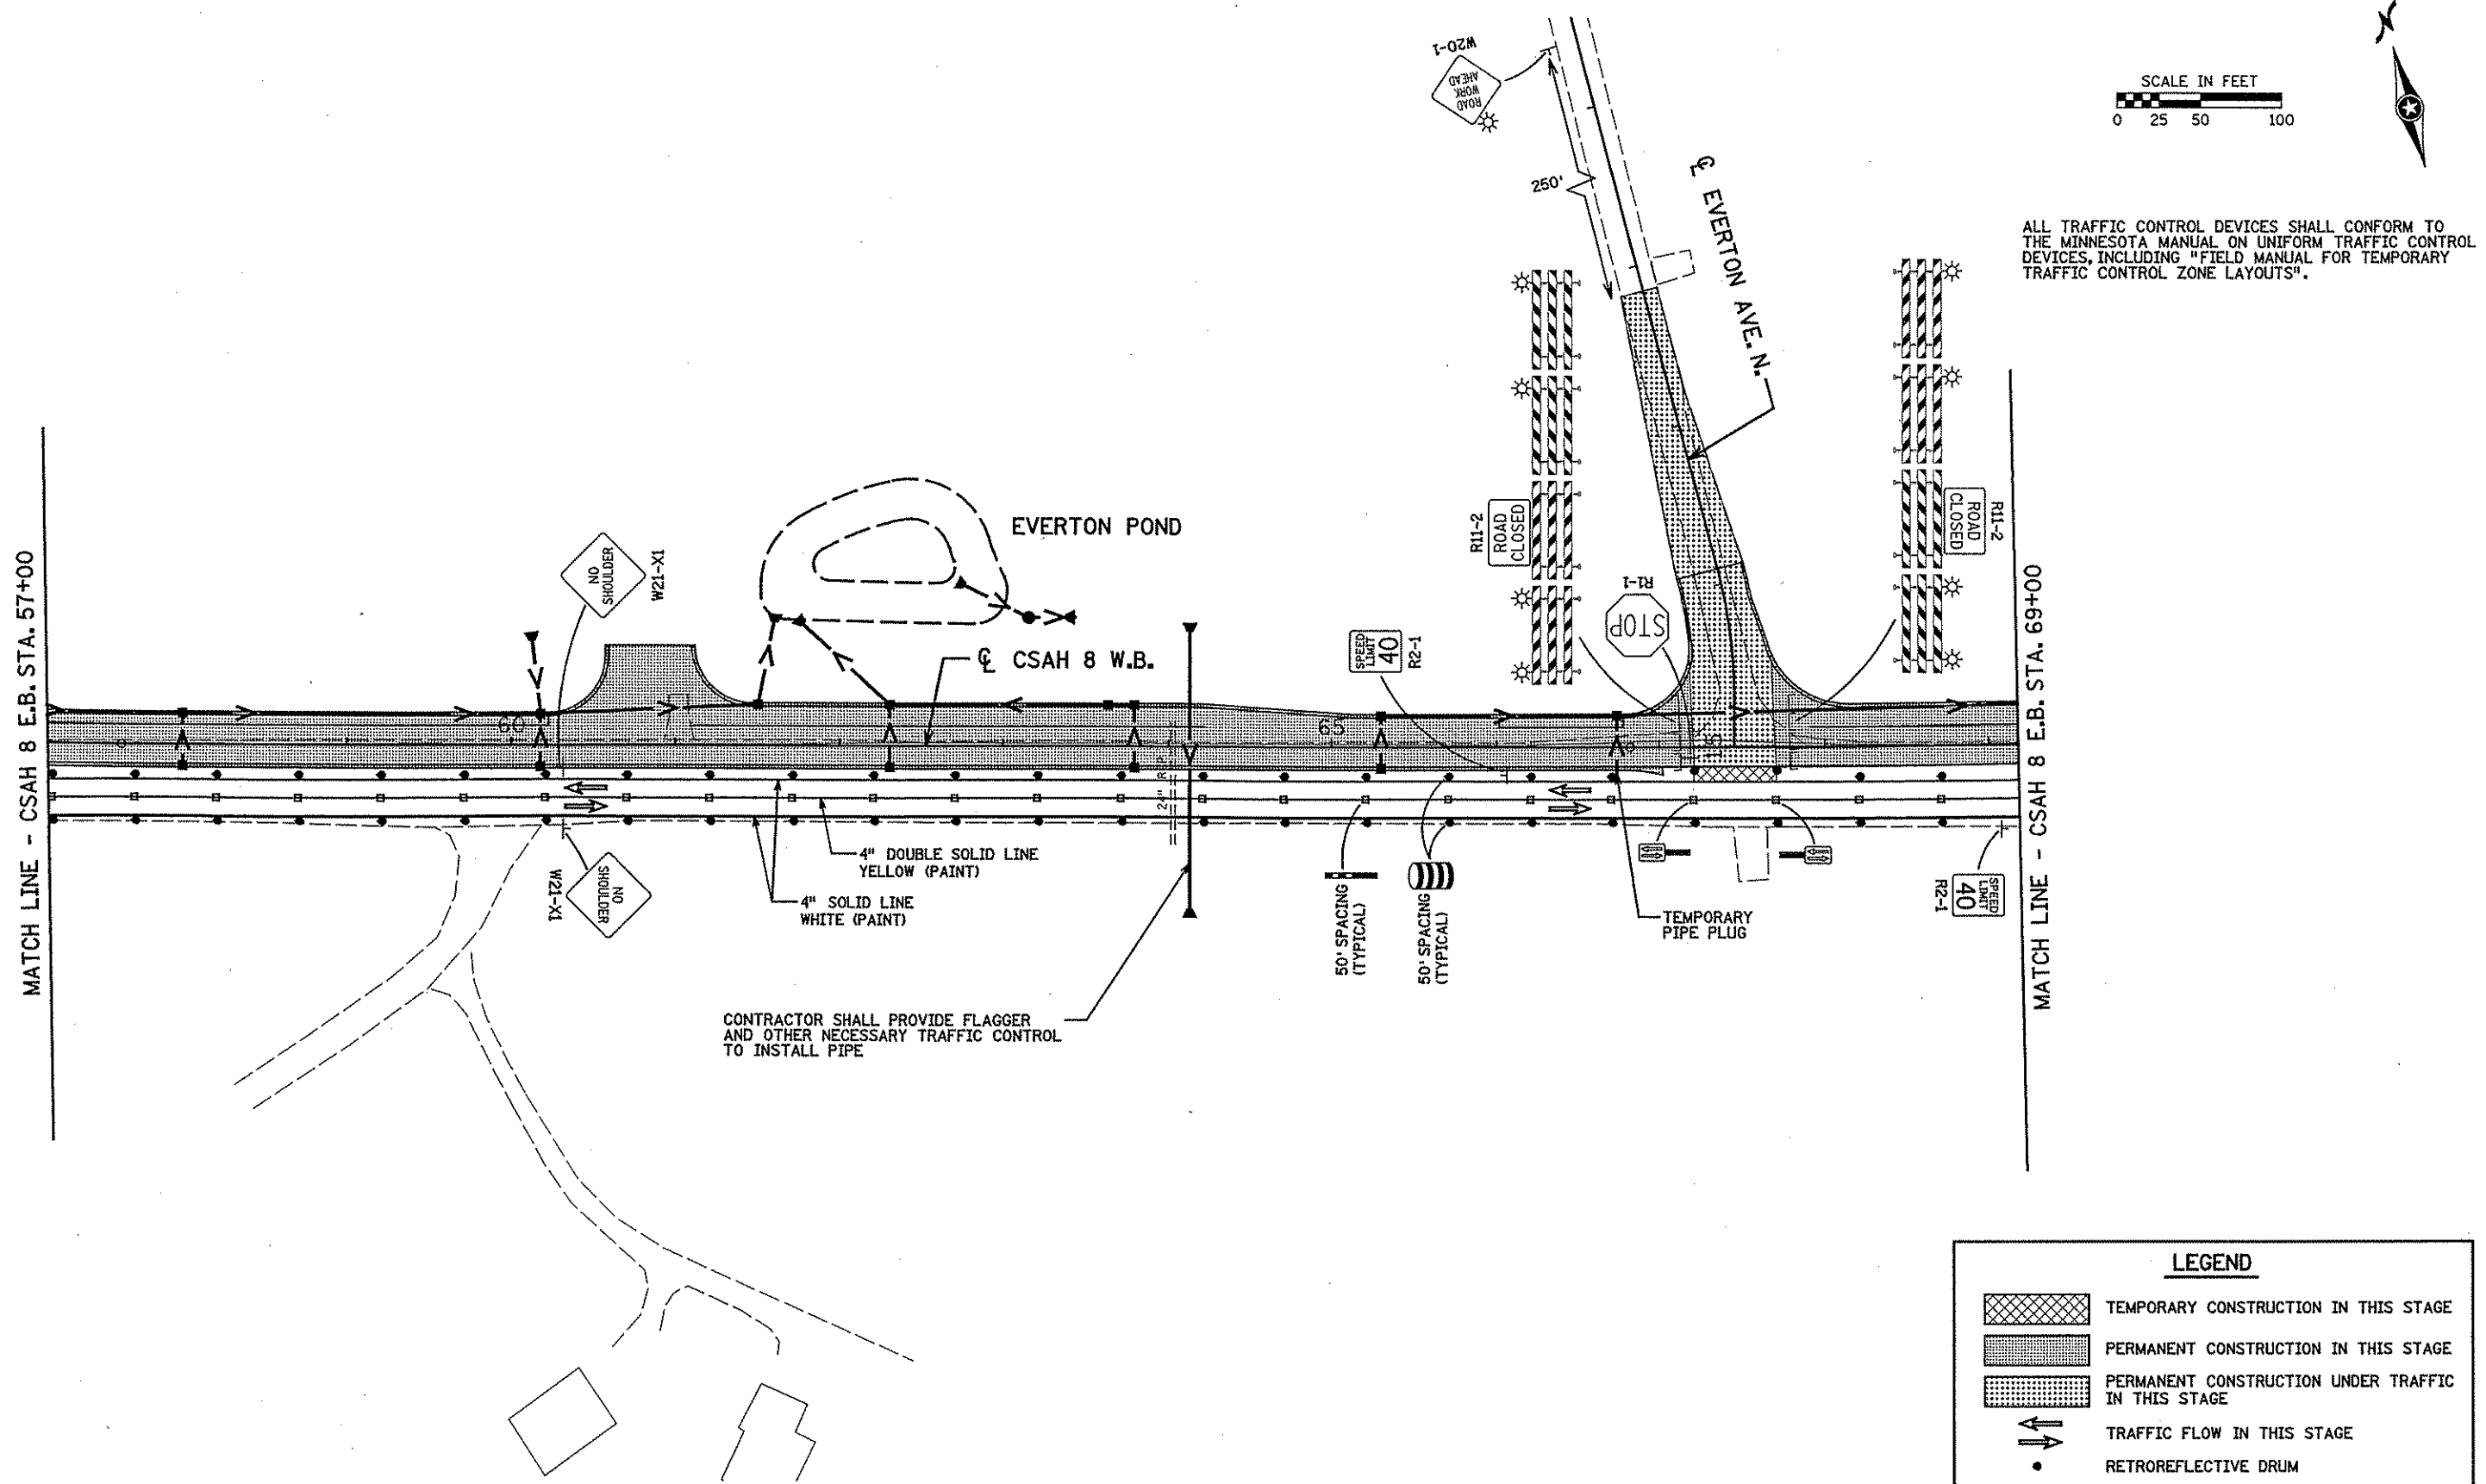 W20-1
ROAD
WORK
AHEAD
250'
℄ EVERTON AVE. N.
SCALE IN FEET
0 25 50 100
ALL TRAFFIC CONTROL DEVICES SHALL CONFORM TO
THE MINNESOTA MANUAL ON UNIFORM TRAFFIC CONTROL
DEVICES, INCLUDING "FIELD MANUAL FOR TEMPORARY
TRAFFIC CONTROL ZONE LAYOUTS".
MATCH LINE - CSAH 8 E.B. STA. 57+00
NO
SHOULDER
W21-X1
EVERTON POND
℄ CSAH 8 W.B.
R11-2
ROAD
CLOSED
R1-1
STOP
ROAD
CLOSED
R11-2
SPEED
LIMIT
40
R2-1
60
65
24" R P
4" DOUBLE SOLID LINE
YELLOW (PAINT)
4" SOLID LINE
WHITE (PAINT)
W21-X1
NO
SHOULDER
50' SPACING
(TYPICAL)
50' SPACING
(TYPICAL)
TEMPORARY
PIPE PLUG
R2-1
SPEED
LIMIT
40
MATCH LINE - CSAH 8 E.B. STA. 69+00
CONTRACTOR SHALL PROVIDE FLAGGER
AND OTHER NECESSARY TRAFFIC CONTROL
TO INSTALL PIPE
LEGEND
TEMPORARY CONSTRUCTION IN THIS STAGE
PERMANENT CONSTRUCTION IN THIS STAGE
PERMANENT CONSTRUCTION UNDER TRAFFIC
IN THIS STAGE
TRAFFIC FLOW IN THIS STAGE
RETROREFLECTIVE DRUM